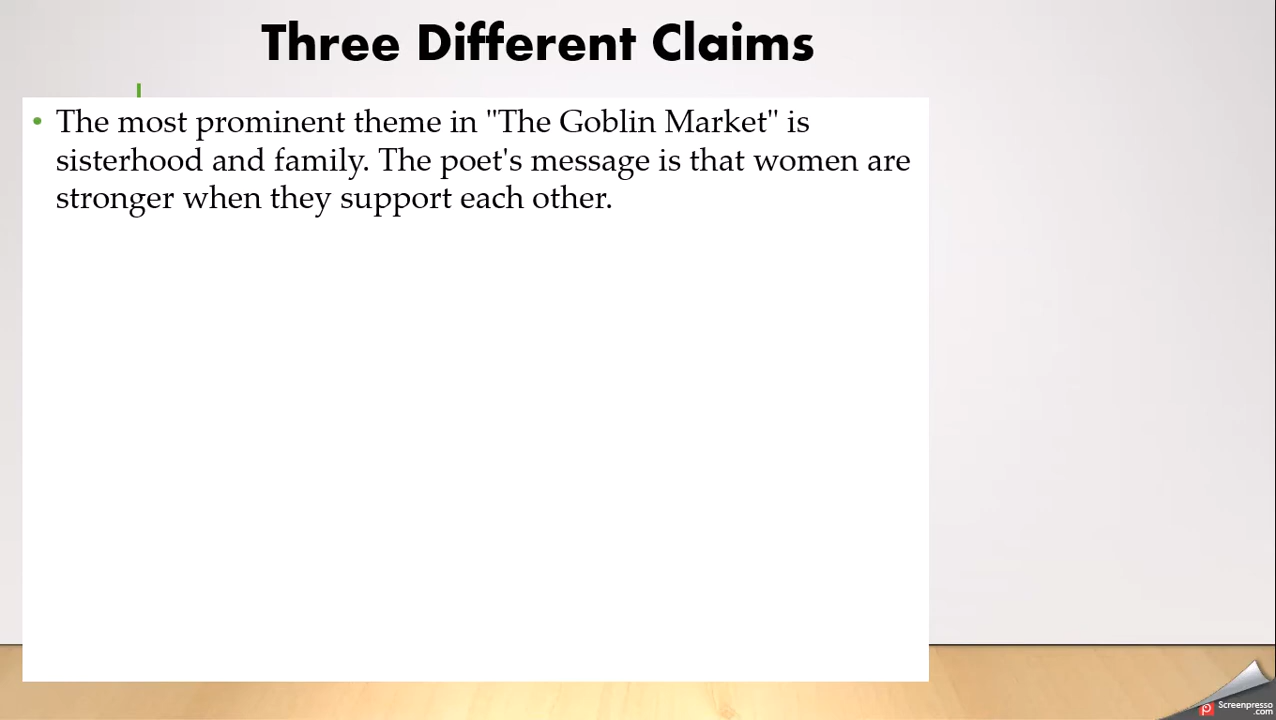 Three Different Claims
• The most prominent theme in "The Goblin Market" is
sisterhood and family. The poet's message is that women are
stronger when they support each other.
Screenpresso
.com